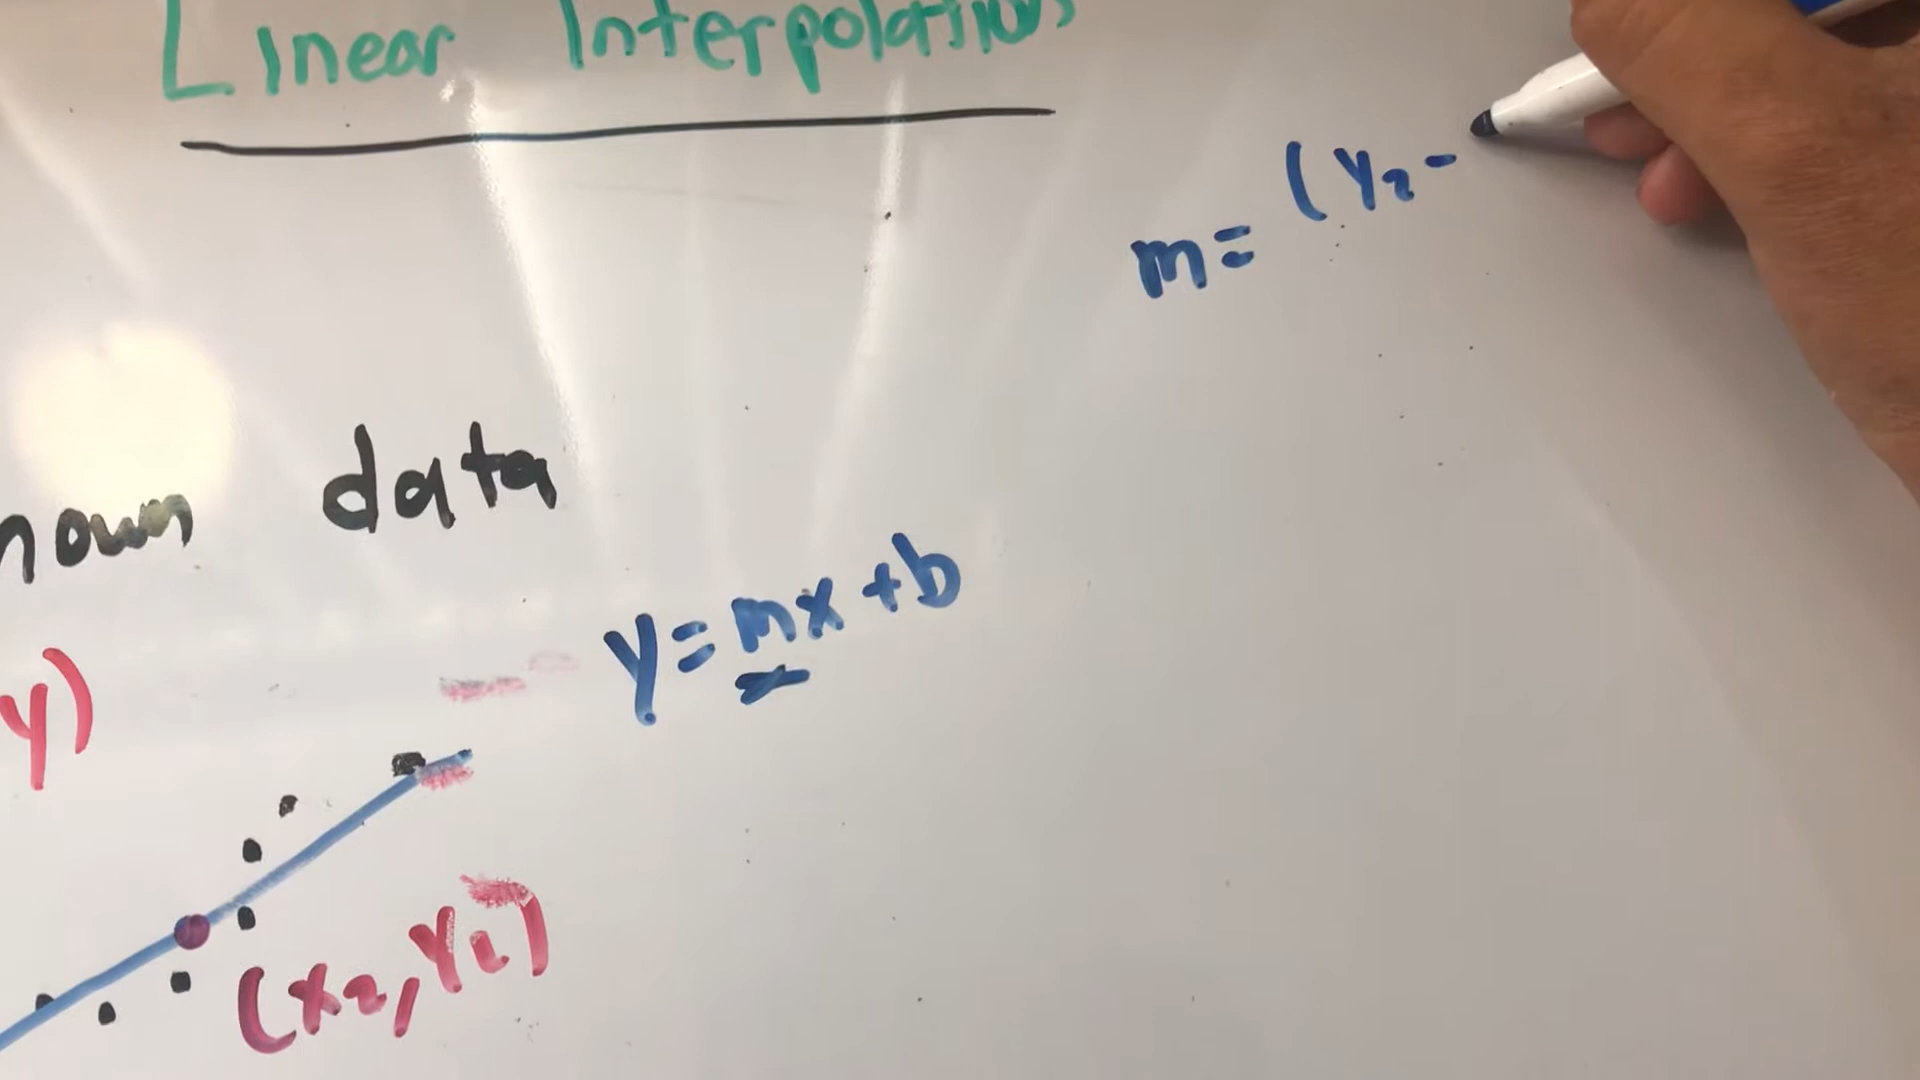 Linear Interpolation
m = (y2 -
nown data
y = mx + b
y)
(x2, y2)